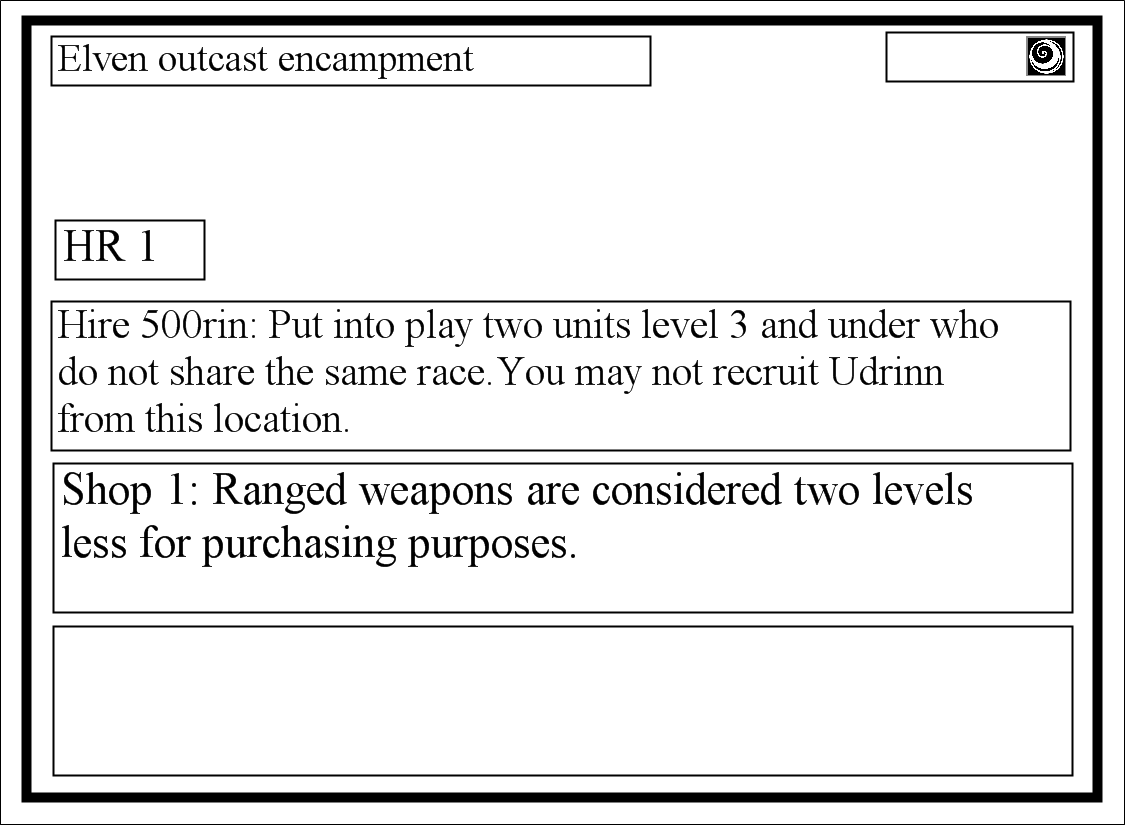 Elven outcast encampment
HR 1
Hire 500rin: Put into play two units level 3 and under who
do not share the same race. You may not recruit Udrinn
from this location.
Shop 1: Ranged weapons are considered two levels
less for purchasing purposes.